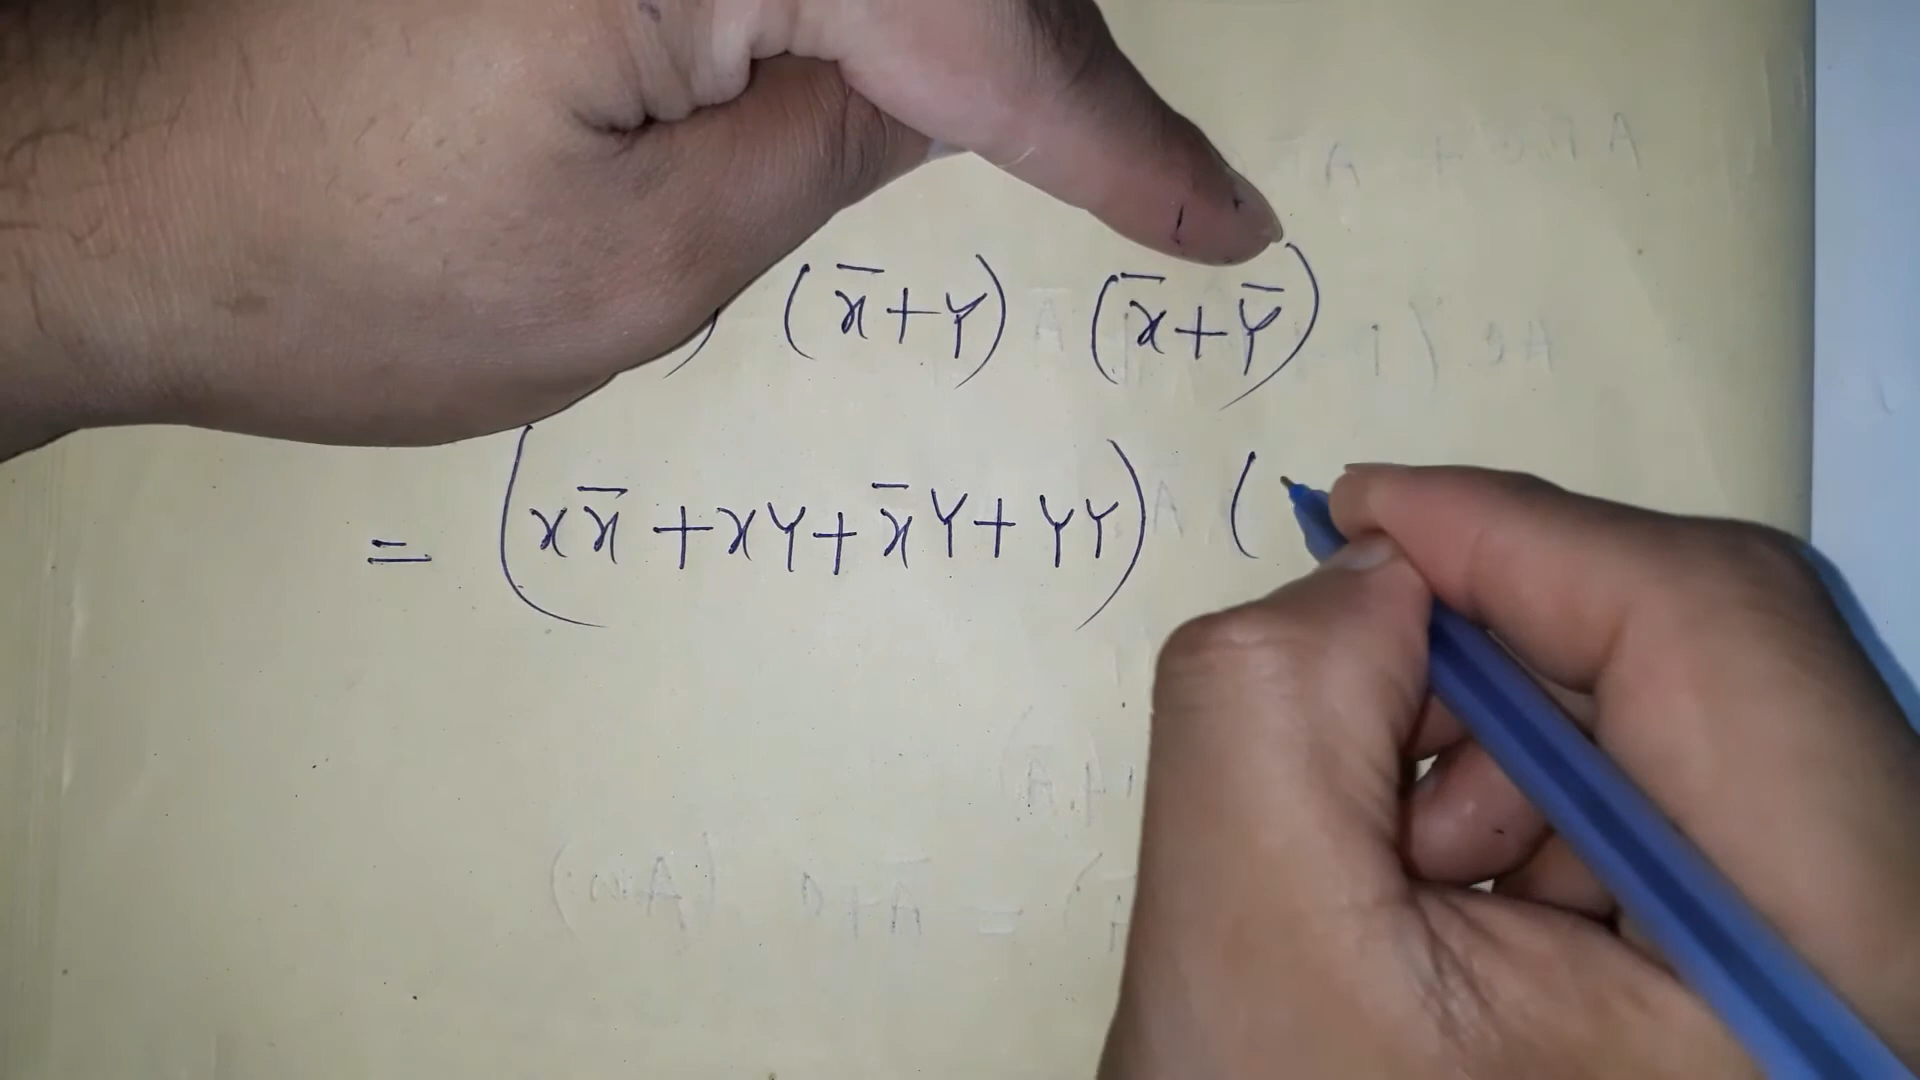 ) (x̅+y) (x̅+y̅)
= (xx̅ +xy+x̅y+yy) (